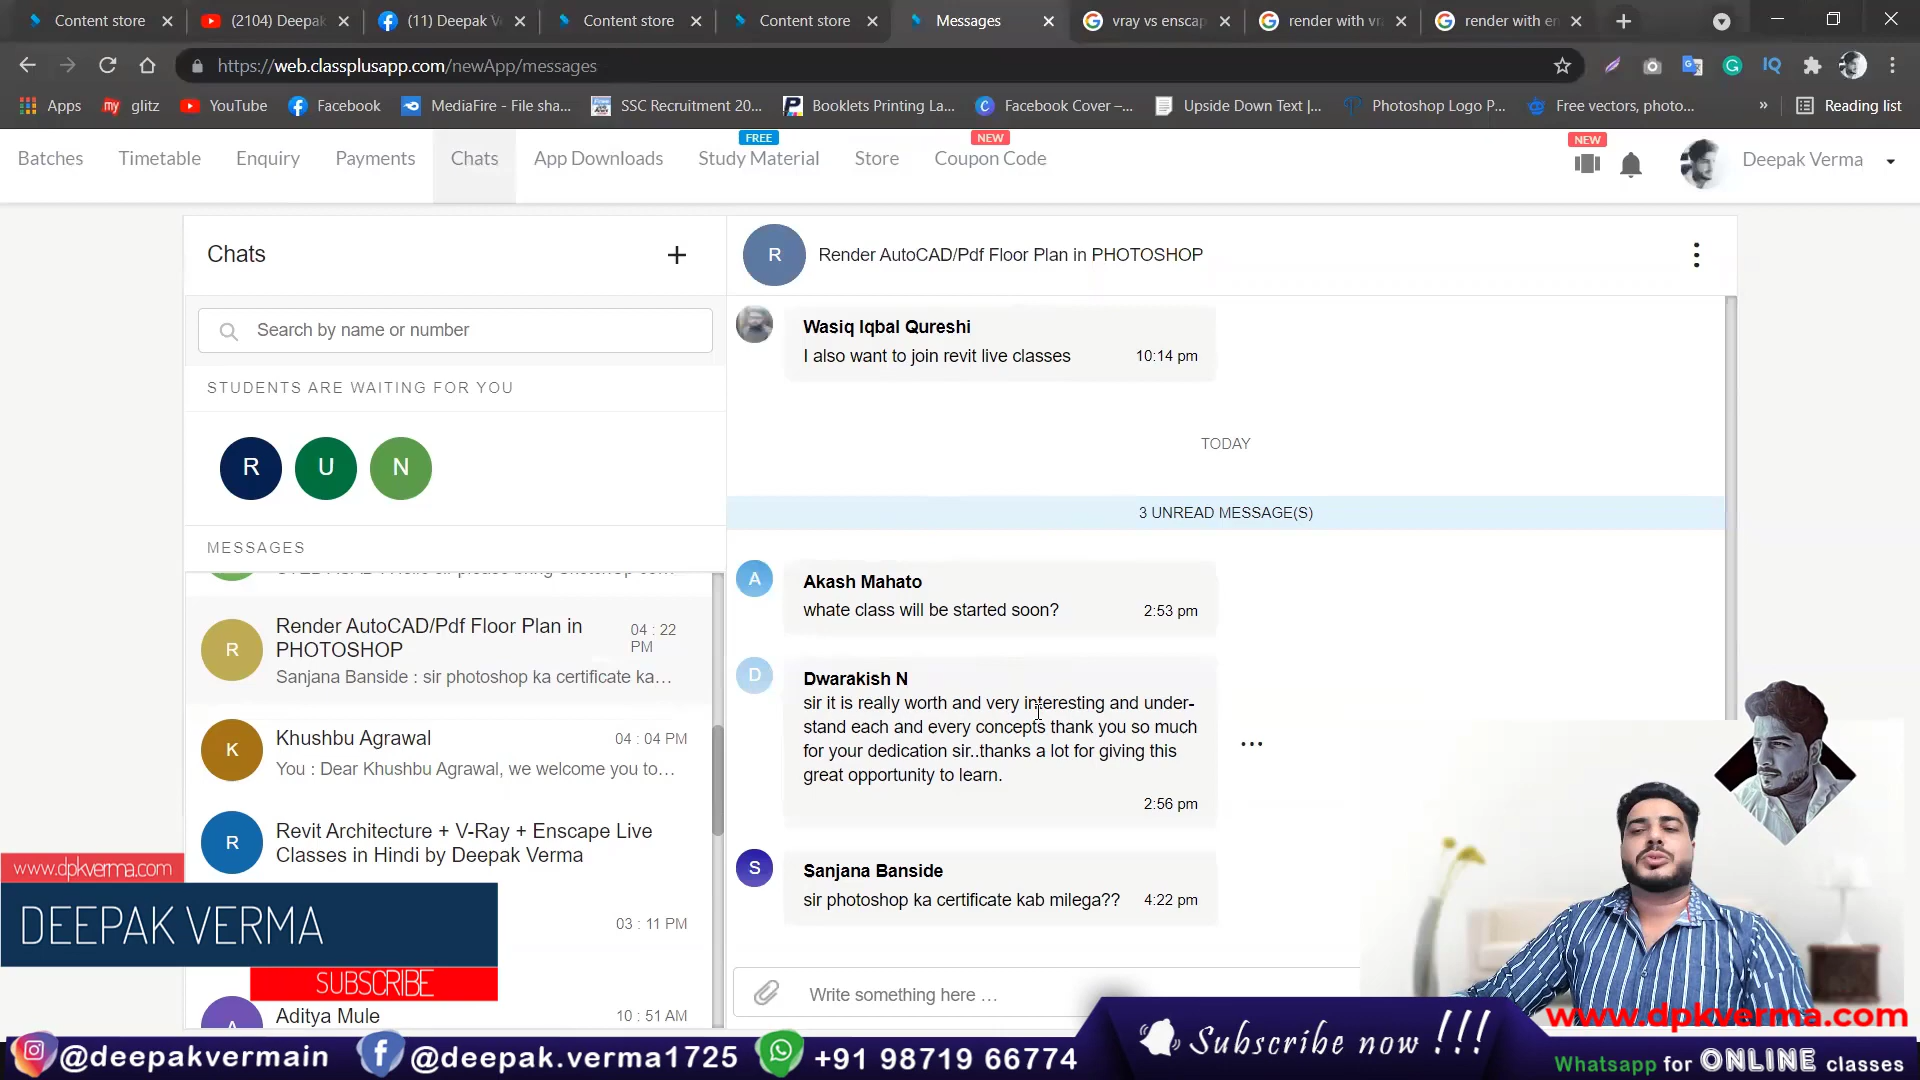 Content store
(2104) Deepak
(11) Deepak V
Content store
Content store
Messages
vray vs enscap
render with vr
render with en
https://web.classplusapp.com/newApp/messages
Apps
my glitz
YouTube
Facebook
MediaFire - File sha...
SSC Recruitment 20...
Booklets Printing La...
Facebook Cover –...
Upside Down Text |...
Photoshop Logo P...
Free vectors, photo...
»
Reading list
FREE
NEW
NEW
Batches
Timetable
Enquiry
Payments
Chats
App Downloads
Study Material
Store
Coupon Code
Deepak Verma
Chats
R
Render AutoCAD/Pdf Floor Plan in PHOTOSHOP
Search by name or number
STUDENTS ARE WAITING FOR YOU
R U N
MESSAGES
R
Render AutoCAD/Pdf Floor Plan in
PHOTOSHOP
04 : 22
PM
Sanjana Banside : sir photoshop ka certificate ka...
K
Khushbu Agrawal
04 : 04 PM
You : Dear Khushbu Agrawal, we welcome you to...
R
Revit Architecture + V-Ray + Enscape Live
Classes in Hindi by Deepak Verma
03 : 11 PM
Aditya Mule
10 : 51 AM
Wasiq Iqbal Qureshi
I also want to join revit live classes
10:14 pm
TODAY
3 UNREAD MESSAGE(S)
A
Akash Mahato
whate class will be started soon?
2:53 pm
D
Dwarakish N
sir it is really worth and very interesting and under-
stand each and every concepts thank you so much
for your dedication sir..thanks a lot for giving this
great opportunity to learn.
2:56 pm
S
Sanjana Banside
sir photoshop ka certificate kab milega??
4:22 pm
Write something here …
www.dpkverma.com
DEEPAK VERMA
SUBSCRIBE
@deepakvermain
@deepak.verma1725
+91 98719 66774
Subscribe now !!!
www.dpkverma.com
Whatsapp for ONLINE classes